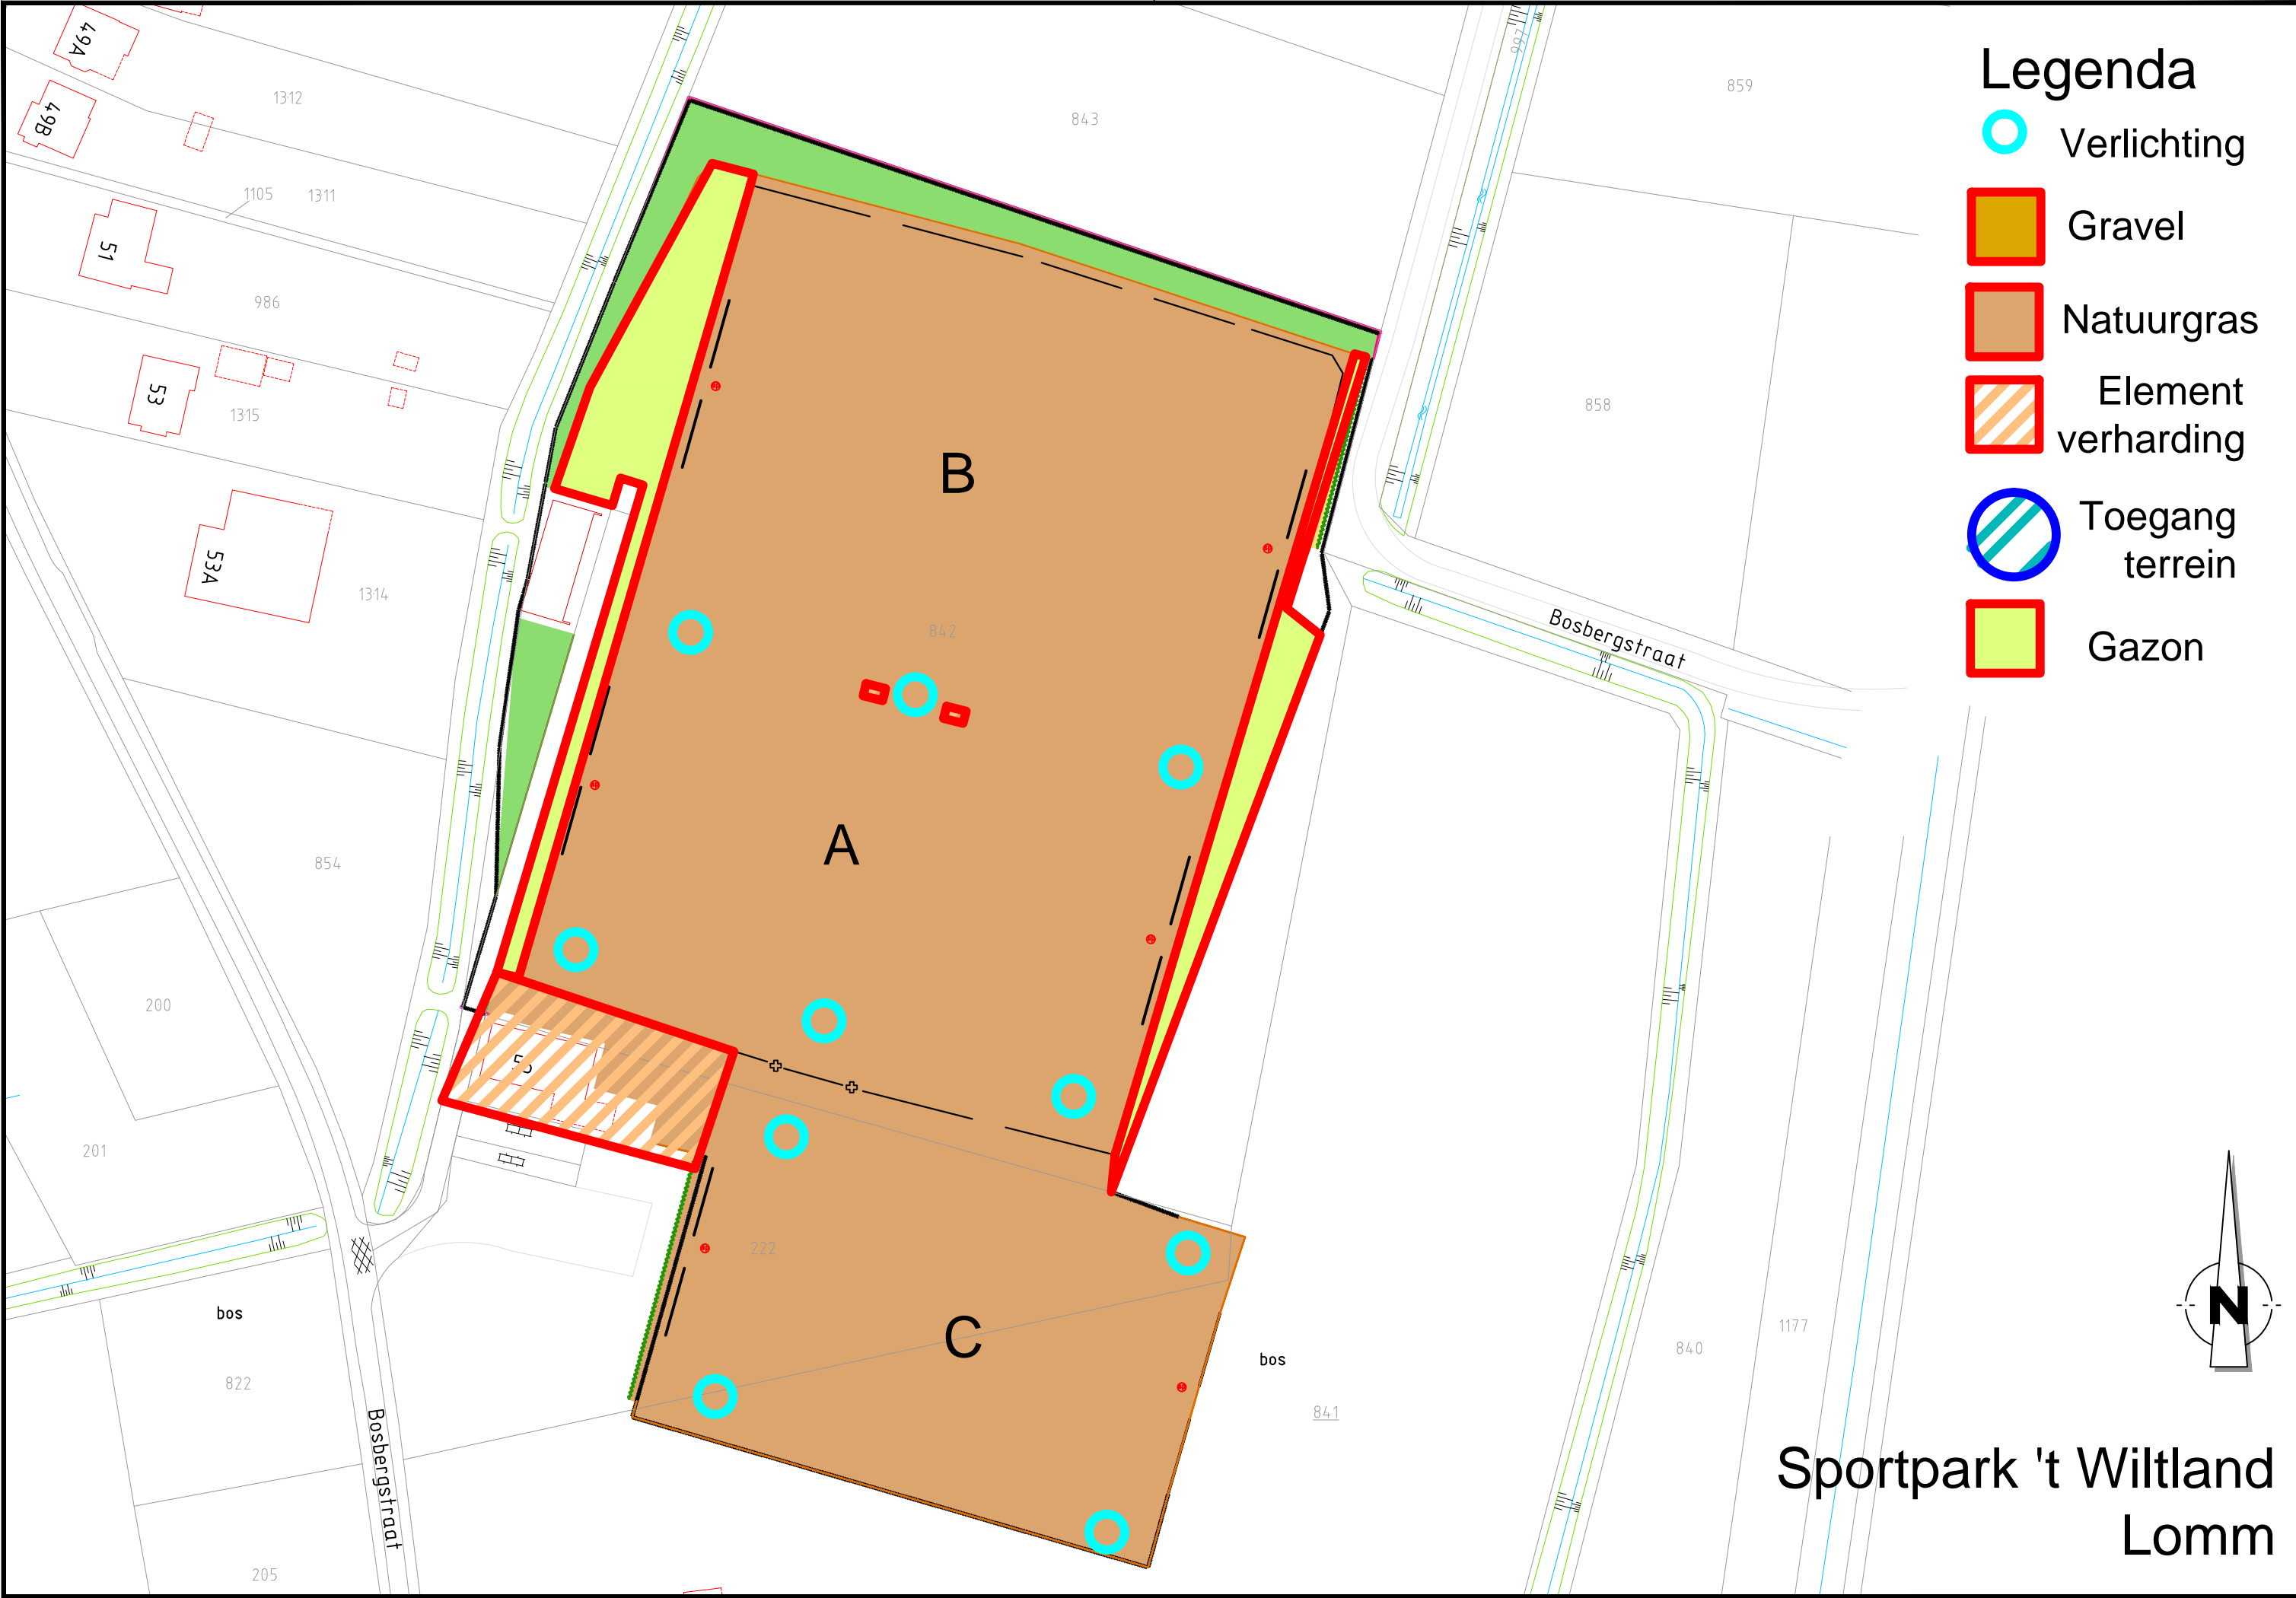 Legenda
Verlichting
Gravel
Natuurgras
Element
verharding
Toegang
terrein
Gazon
49A
49B
51
53
53A
1312
1105
1311
986
1315
1314
854
200
201
bos
822
205
Bosbergstraat
843
997
859
858
B
842
A
222
C
Bosbergstraat
bos
841
840
1177
N
Sportpark 't Wiltland
Lomm